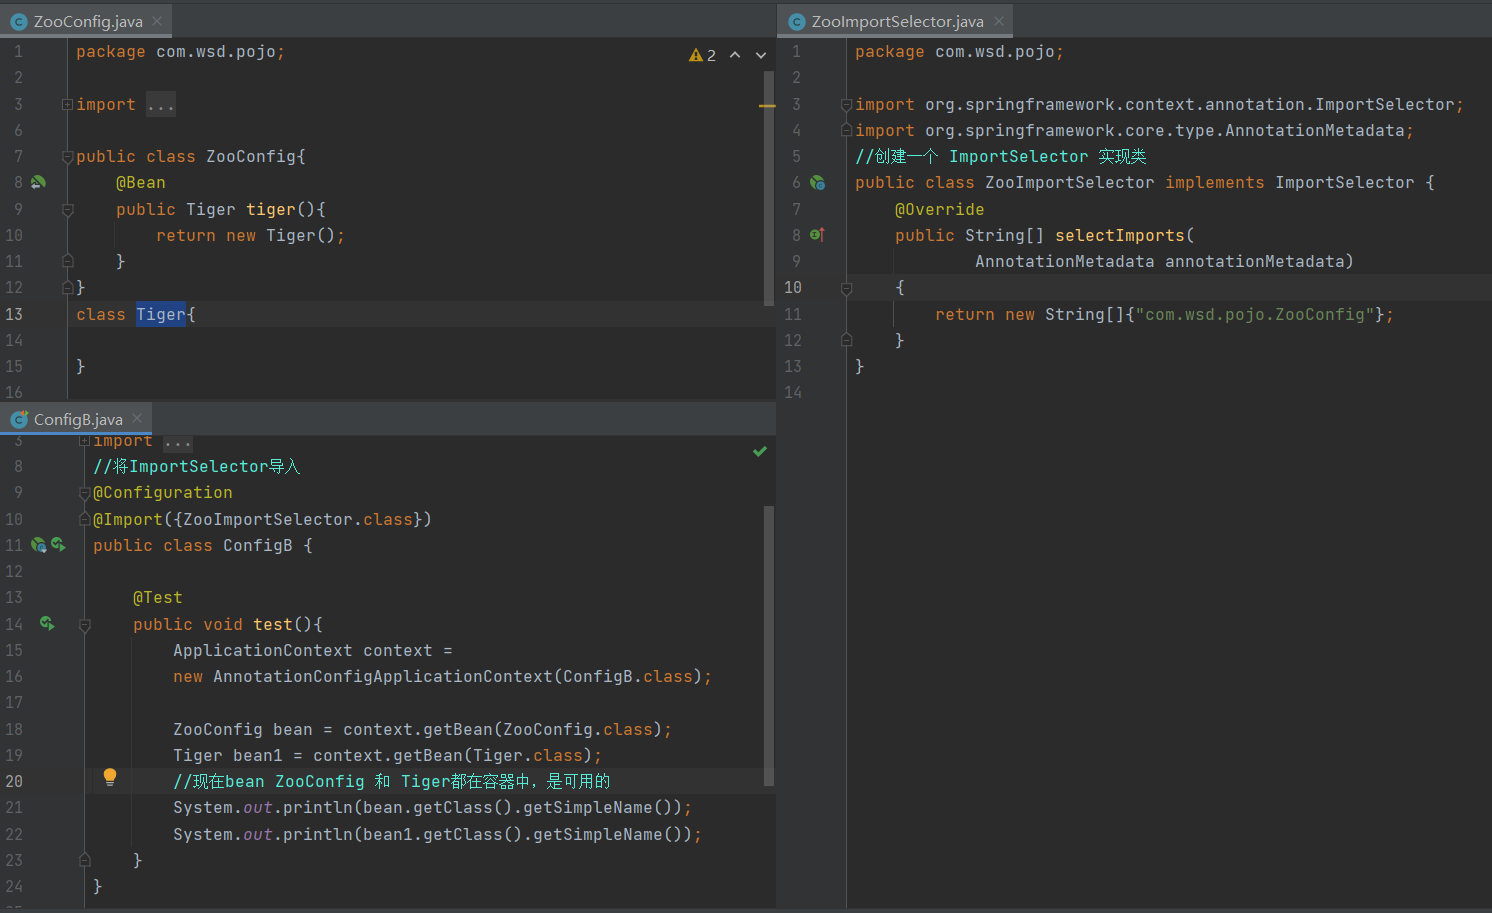 ZooConfig.java
1 package com.wsd.pojo;
2
3 import ...
6
7 public class ZooConfig{
8 @Bean
9 public Tiger tiger(){
10 return new Tiger();
11 }
12 }
13 class Tiger{
14
15 }
16
2
ConfigB.java
3 import ...
8 //将ImportSelector导入
9 @Configuration
10 @Import({ZooImportSelector.class})
11 public class ConfigB {
12
13 @Test
14 public void test(){
15 ApplicationContext context =
16 new AnnotationConfigApplicationContext(ConfigB.class);
17
18 ZooConfig bean = context.getBean(ZooConfig.class);
19 Tiger bean1 = context.getBean(Tiger.class);
20 //现在bean ZooConfig 和 Tiger都在容器中，是可用的
21 System.out.println(bean.getClass().getSimpleName());
22 System.out.println(bean1.getClass().getSimpleName());
23 }
24 }
ZooImportSelector.java
1 package com.wsd.pojo;
2
3 import org.springframework.context.annotation.ImportSelector;
4 import org.springframework.core.type.AnnotationMetadata;
5 //创建一个 ImportSelector 实现类
6 public class ZooImportSelector implements ImportSelector {
7 @Override
8 public String[] selectImports(
9 AnnotationMetadata annotationMetadata)
10 {
11 return new String[]{"com.wsd.pojo.ZooConfig"};
12 }
13 }
14